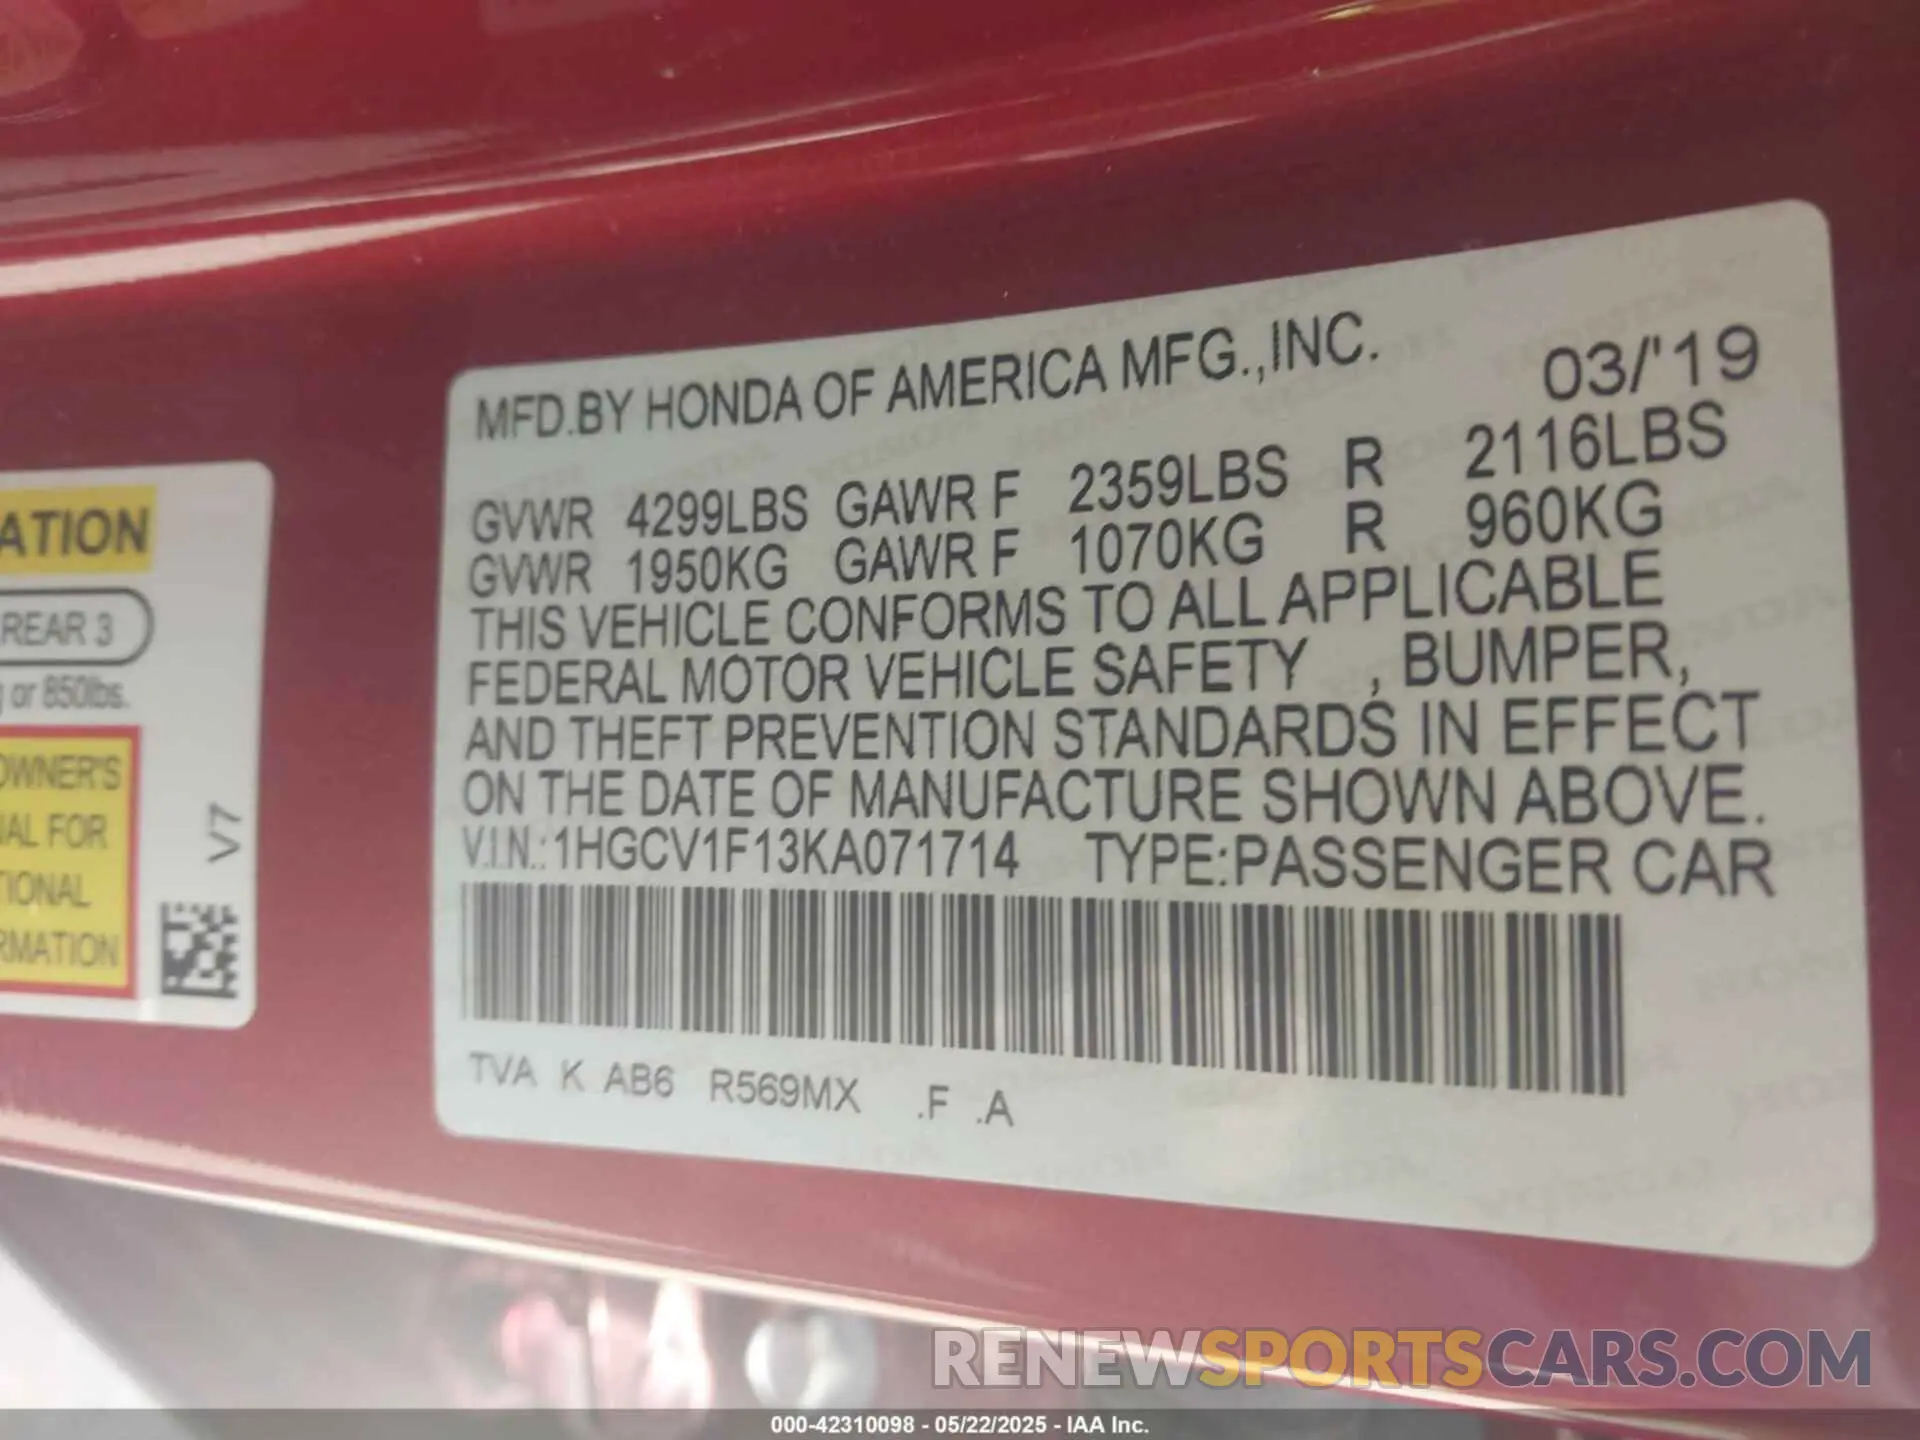 ATION
REAR 3
g or 850lbs.
OWNER'S
AL FOR
TIONAL
RMATION
V7
MFD.BY HONDA OF AMERICA MFG.,INC. 03/'19
GVWR 4299LBS GAWR F 2359LBS R 2116LBS
GVWR 1950KG GAWR F 1070KG R 960KG
THIS VEHICLE CONFORMS TO ALL APPLICABLE
FEDERAL MOTOR VEHICLE SAFETY , BUMPER,
AND THEFT PREVENTION STANDARDS IN EFFECT
ON THE DATE OF MANUFACTURE SHOWN ABOVE.
V.I.N.:1HGCV1F13KA071714 TYPE:PASSENGER CAR
TVA K AB6 R569MX .F .A
RENEWSPORTSCARS.COM
000-42310098 - 05/22/2025 - IAA Inc.